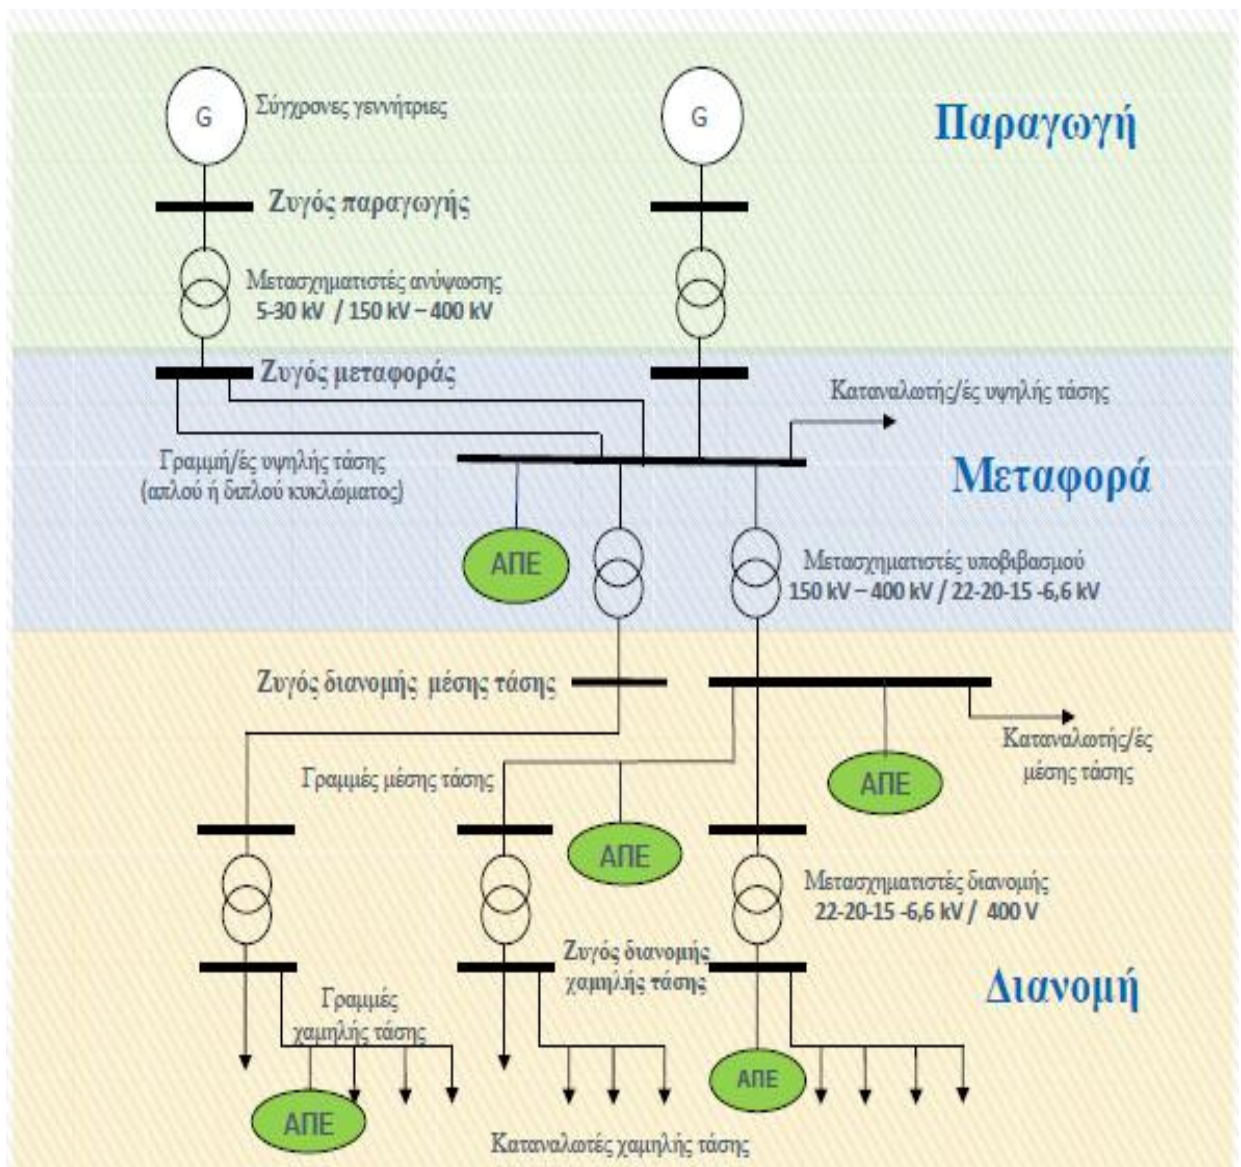 G
Σύγχρονες γεννήτριες
G
Παραγωγή
Ζυγός παραγωγής
Μετασχηματιστές ανύψωσης
5-30 kV / 150 kV – 400 kV
Ζυγός μεταφοράς
Καταναλωτής/ές υψηλής τάσης
Γραμμή/ές υψηλής τάσης
(απλού ή διπλού κυκλώματος)
Μεταφορά
ΑΠΕ
Μετασχηματιστές υποβιβασμού
150 kV – 400 kV / 22-20-15 -6,6 kV
Ζυγός διανομής μέσης τάσης
Καταναλωτής/ές
μέσης τάσης
Γραμμές μέσης τάσης
ΑΠΕ
ΑΠΕ
Μετασχηματιστές διανομής
22-20-15 -6,6 kV / 400 V
Ζυγός διανομής
χαμηλής τάσης
Διανομή
Γραμμές
χαμηλής τάσης
ΑΠΕ
ΑΠΕ
Καταναλωτές χαμηλής τάσης